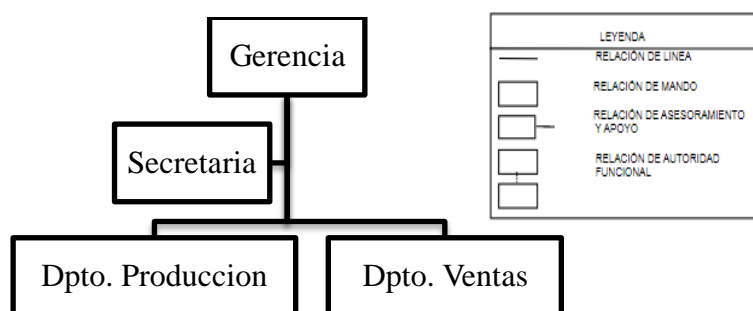 Gerencia
Secretaria
Dpto. Produccion
Dpto. Ventas
LEYENDA
RELACIÓN DE LINEA
RELACIÓN DE MANDO
RELACIÓN DE ASESORAMIENTO
Y APOYO
RELACIÓN DE AUTORIDAD
FUNCIONAL